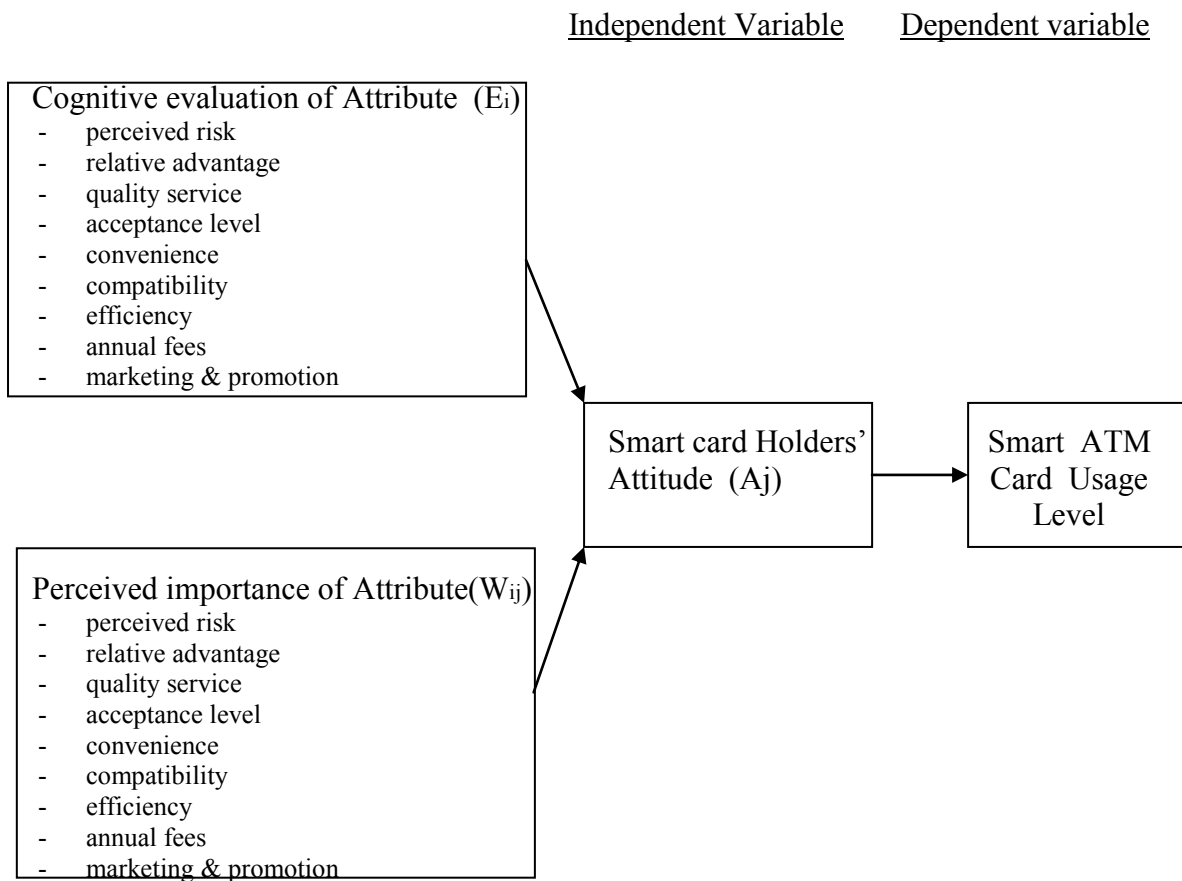 Independent Variable Dependent variable
Cognitive evaluation of Attribute (Ei)
- perceived risk
- relative advantage
- quality service
- acceptance level
- convenience
- compatibility
- efficiency
- annual fees
- marketing & promotion
Smart card Holders’
Attitude (Aj)
Smart ATM
Card Usage
Level
Perceived importance of Attribute(Wij)
- perceived risk
- relative advantage
- quality service
- acceptance level
- convenience
- compatibility
- efficiency
- annual fees
- marketing & promotion